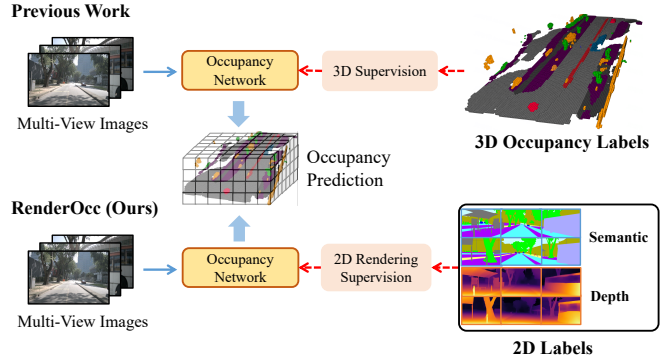 Previous Work
Occupancy
Network
3D Supervision
Multi-View Images
3D Occupancy Labels
Occupancy
Prediction
RenderOcc (Ours)
Occupancy
Network
2D Rendering
Supervision
Semantic
Depth
Multi-View Images
2D Labels